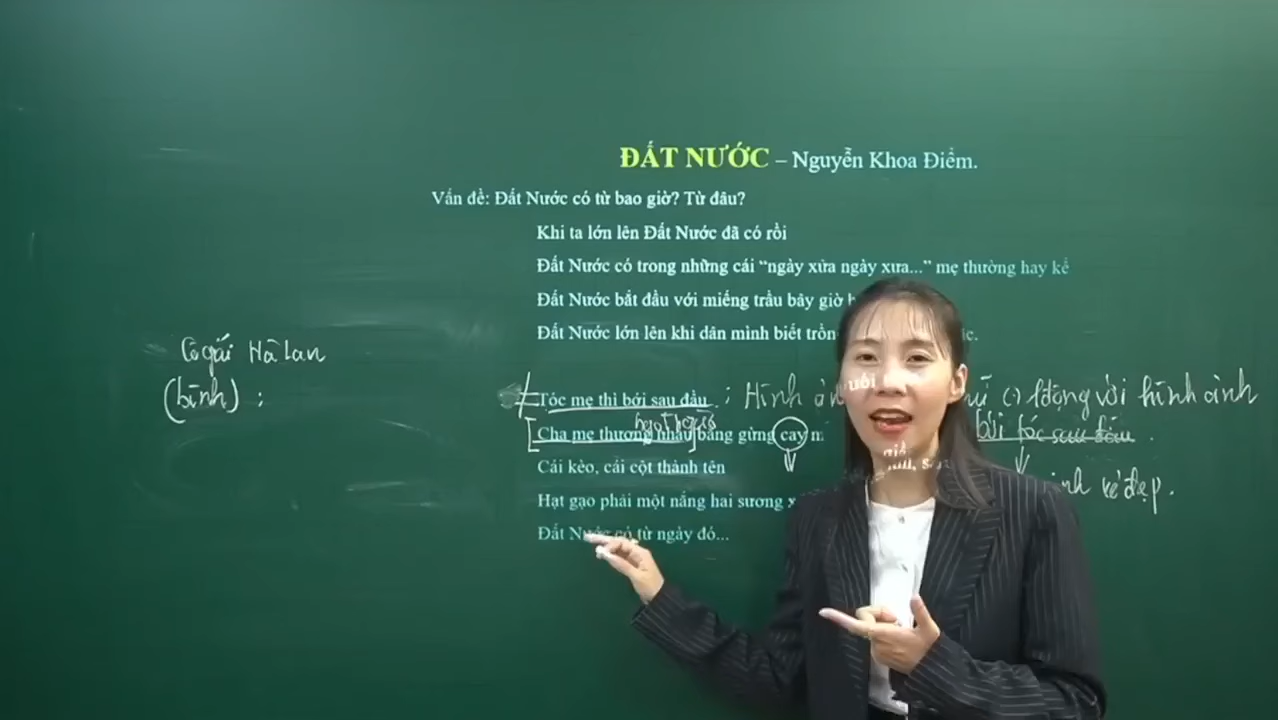 ĐẤT NƯỚC – Nguyễn Khoa Điềm.
Vấn đề: Đất Nước có từ bao giờ? Từ đâu?
Khi ta lớn lên Đất Nước đã có rồi
Đất Nước có trong những cái “ngày xửa ngày xưa...” mẹ thường hay kể
Đất Nước bắt đầu với miếng trầu bây giờ
Đất Nước lớn lên khi dân mình biết
Cô gái Hà Lan
(bình) :
Tóc mẹ thì bới sau đầu : Hình với hình ảnh
Cha mẹ thương nhau bằng gừng cay bới tóc sau đầu .
Cái kèo, cái cột thành tên
đẹp.
Hạt gạo phải một nắng hai sương
Đất Nước có từ ngày đó...